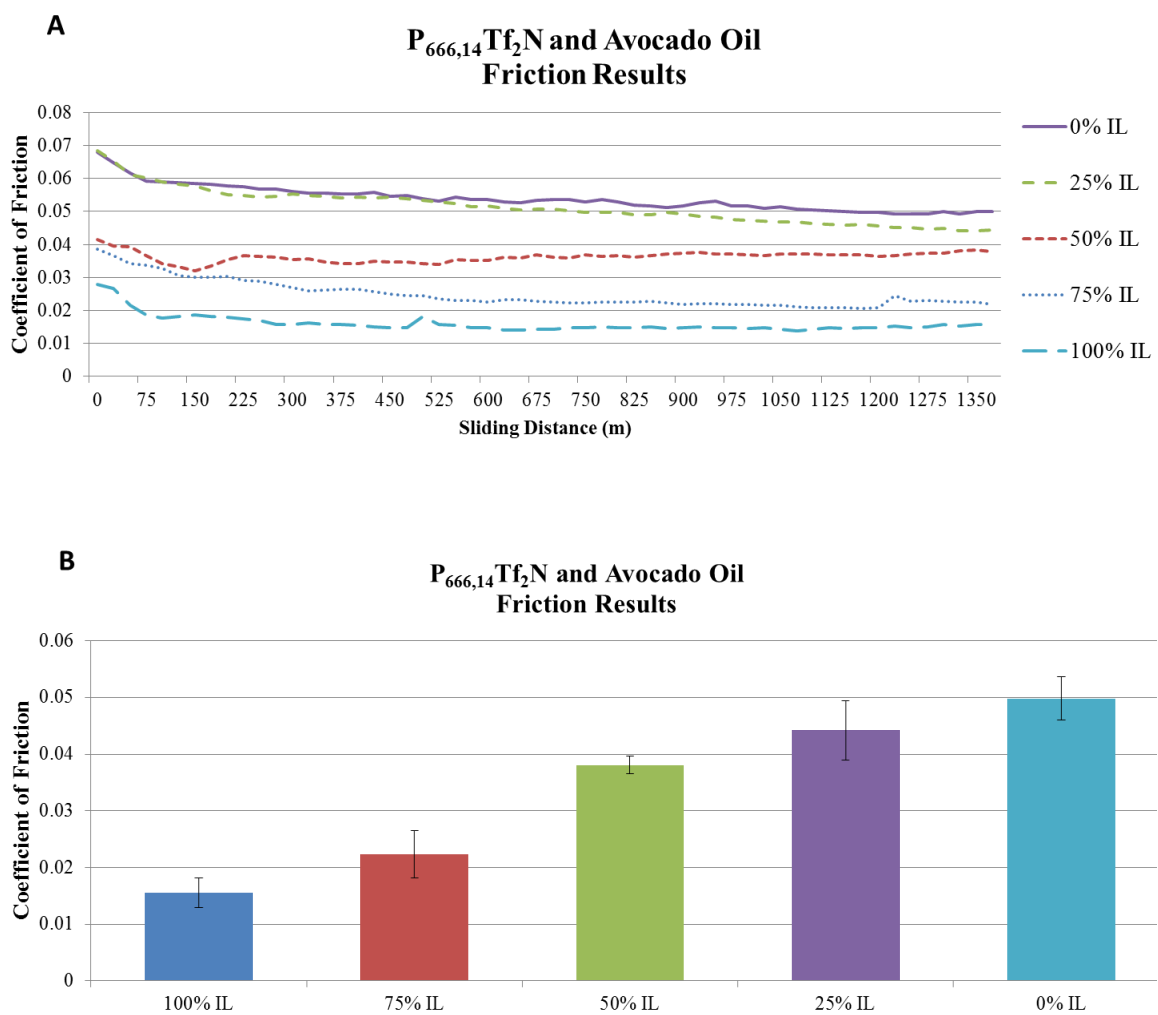 A
P666,14Tf2N and Avocado Oil
Friction Results
0.08
0.07
0.06
0.05
0.04
0.03
0.02
0.01
0
Coefficient of Friction
0 75 150 225 300 375 450 525 600 675 750 825 900 975 1050 1125 1200 1275 1350
Sliding Distance (m)
0% IL
25% IL
50% IL
75% IL
100% IL
B
P666,14Tf2N and Avocado Oil
Friction Results
0.06
0.05
0.04
0.03
0.02
0.01
0
Coefficient of Friction
100% IL 75% IL 50% IL 25% IL 0% IL